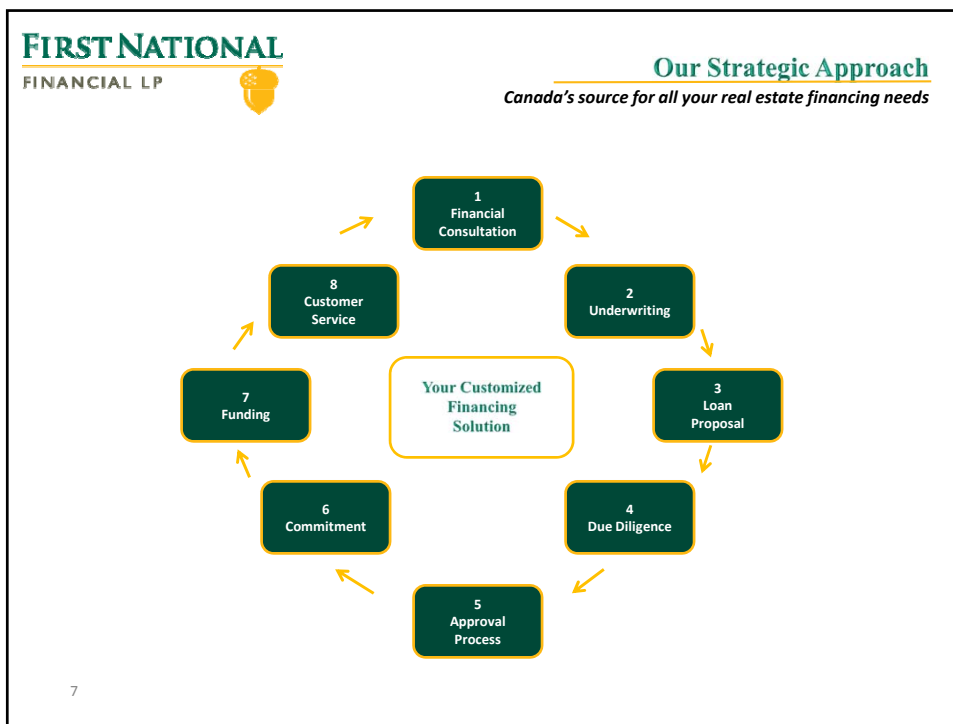 FIRST NATIONAL
FINANCIAL LP
Our Strategic Approach
Canada's source for all your real estate financing needs
1
Financial
Consultation
2
Underwriting
3
Loan
Proposal
4
Due Diligence
5
Approval
Process
6
Commitment
7
Funding
8
Customer
Service
Your Customized
Financing
Solution
7